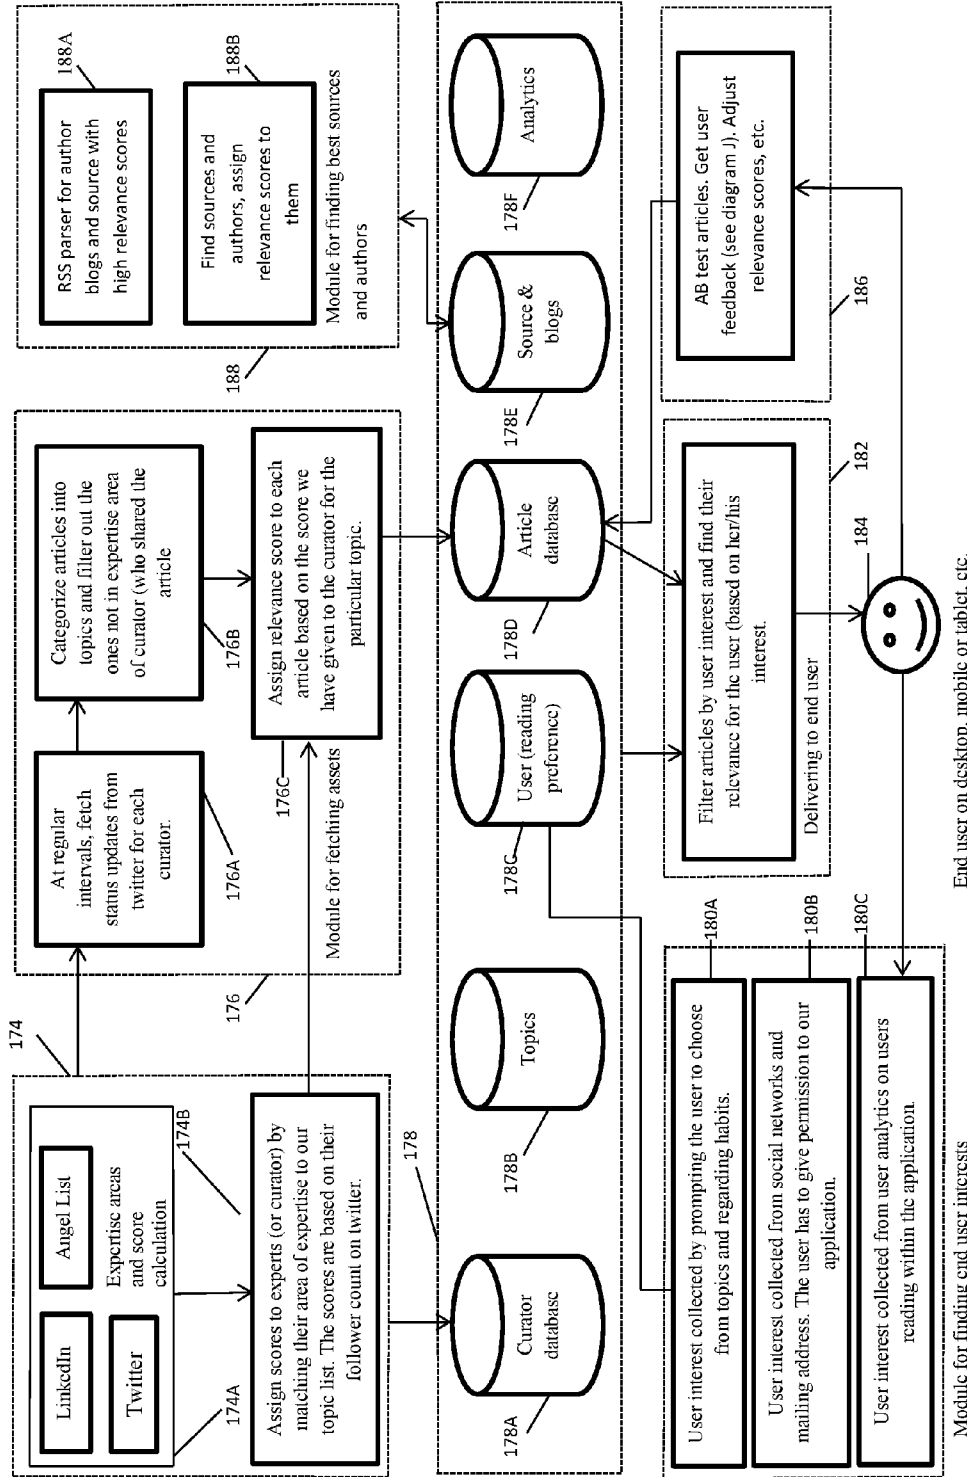 174
LinkedIn
Angel List
Twitter
Expertise areas
and score
calculation
174A
174B
Assign scores to experts (or curator) by
matching their area of expertise to our
topic list. The scores are based on their
follower count on twitter.
At regular
intervals, fetch
status updates from
twitter for each
curator.
176A
Categorize articles into
topics and filter out the
ones not in expertise area
of curator (who shared the
article
176B
Assign relevance score to each
article based on the score we
have given to the curator for the
particular topic.
176C
Module for fetching assets
176
RSS parser for author
blogs and source with
high relevance scores
188A
Find sources and
authors, assign
relevance scores to
them
188B
Module for finding best sources
and authors
188
178
Curator
database
178A
Topics
178B
User (reading
preference)
178C
Article
database
178D
Source &
blogs
178E
Analytics
178F
User interest collected by prompting the user to choose
from topics and regarding habits.
180A
User interest collected from social networks and
mailing address. The user has to give permission to our
application.
180B
User interest collected from user analytics on users
reading within the application.
180C
Module for finding end user interests
Filter articles by user interest and find their
relevance for the user (based on her/his
interest.
Delivering to end user
182
184
End user on desktop, mobile or tablet, etc.
AB test articles. Get user
feedback (see diagram J). Adjust
relevance scores, etc.
186